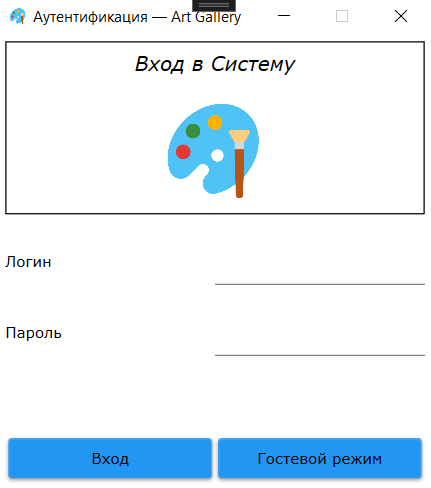 Аутентификация — Art Gallery
Вход в Систему
Логин
Пароль
Вход
Гостевой режим